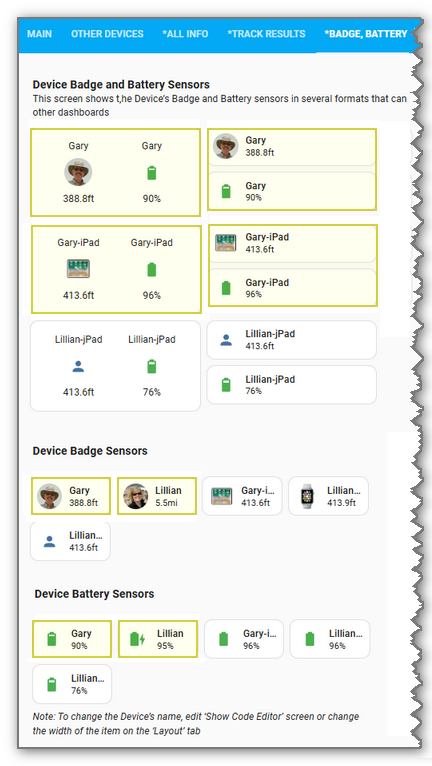 MAIN OTHER DEVICES *ALL INFO *TRACK RESULTS *BADGE, BATTERY
Device Badge and Battery Sensors
This screen shows t,he Device's Badge and Battery sensors in several formats that can
other dashboards
Gary Gary
388.8ft 90%
Gary
388.8ft
Gary
90%
Gary-iPad Gary-iPad
413.6ft 96%
Gary-iPad
413.6ft
Gary-iPad
96%
Lillian-jPad Lillian-jPad
413.6ft 76%
Lillian-jPad
413.6ft
Lillian-jPad
76%
Device Badge Sensors
Gary Lillian Gary-i... Lillian...
388.8ft 5.5mi 413.6ft 413.9ft
Lillian...
413.6ft
Device Battery Sensors
Gary Lillian Gary-i... Lillian...
90% 95% 96% 96%
Lillian...
76%
Note: To change the Device's name, edit 'Show Code Editor' screen or change
the width of the item on the 'Layout' tab